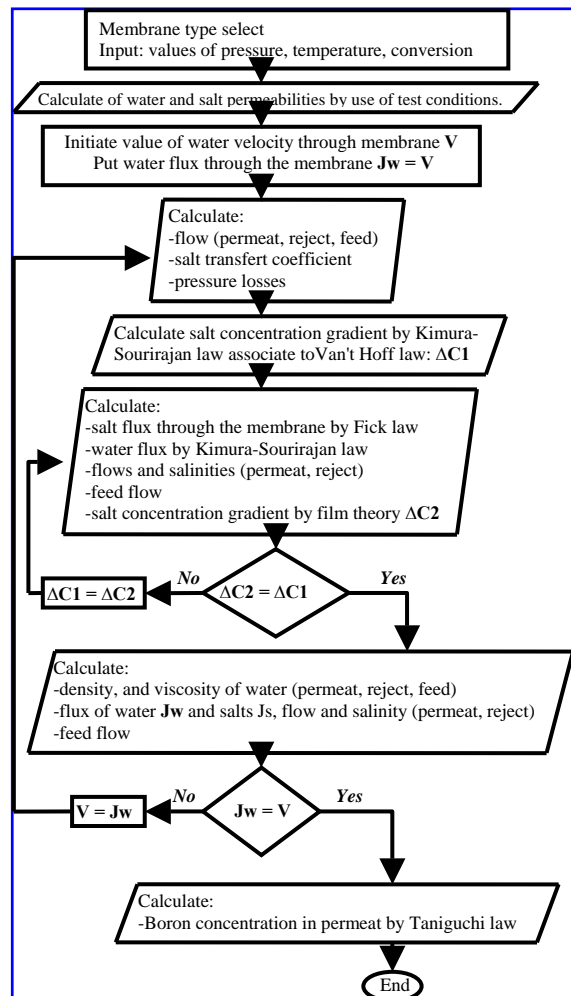 Membrane type select
Input: values of pressure, temperature, conversion
Calculate of water and salt permeabilities by use of test conditions.
Initiate value of water velocity through membrane V
Put water flux through the membrane Jw = V
Calculate:
-flow (permeat, reject, feed)
-salt transfert coefficient
-pressure losses
Calculate salt concentration gradient by Kimura-
Sourirajan law associate toVan't Hoff law: ΔC1
Calculate:
-salt flux through the membrane by Fick law
-water flux by Kimura-Sourirajan law
-flows and salinities (permeat, reject)
-feed flow
-salt concentration gradient by film theory ΔC2
No
Yes
ΔC1 = ΔC2
ΔC2 = ΔC1
Calculate:
-density, and viscosity of water (permeat, reject, feed)
-flux of water Jw and salts Js, flow and salinity (permeat, reject)
-feed flow
No
Yes
V = Jw
Jw = V
Calculate:
-Boron concentration in permeat by Taniguchi law
End